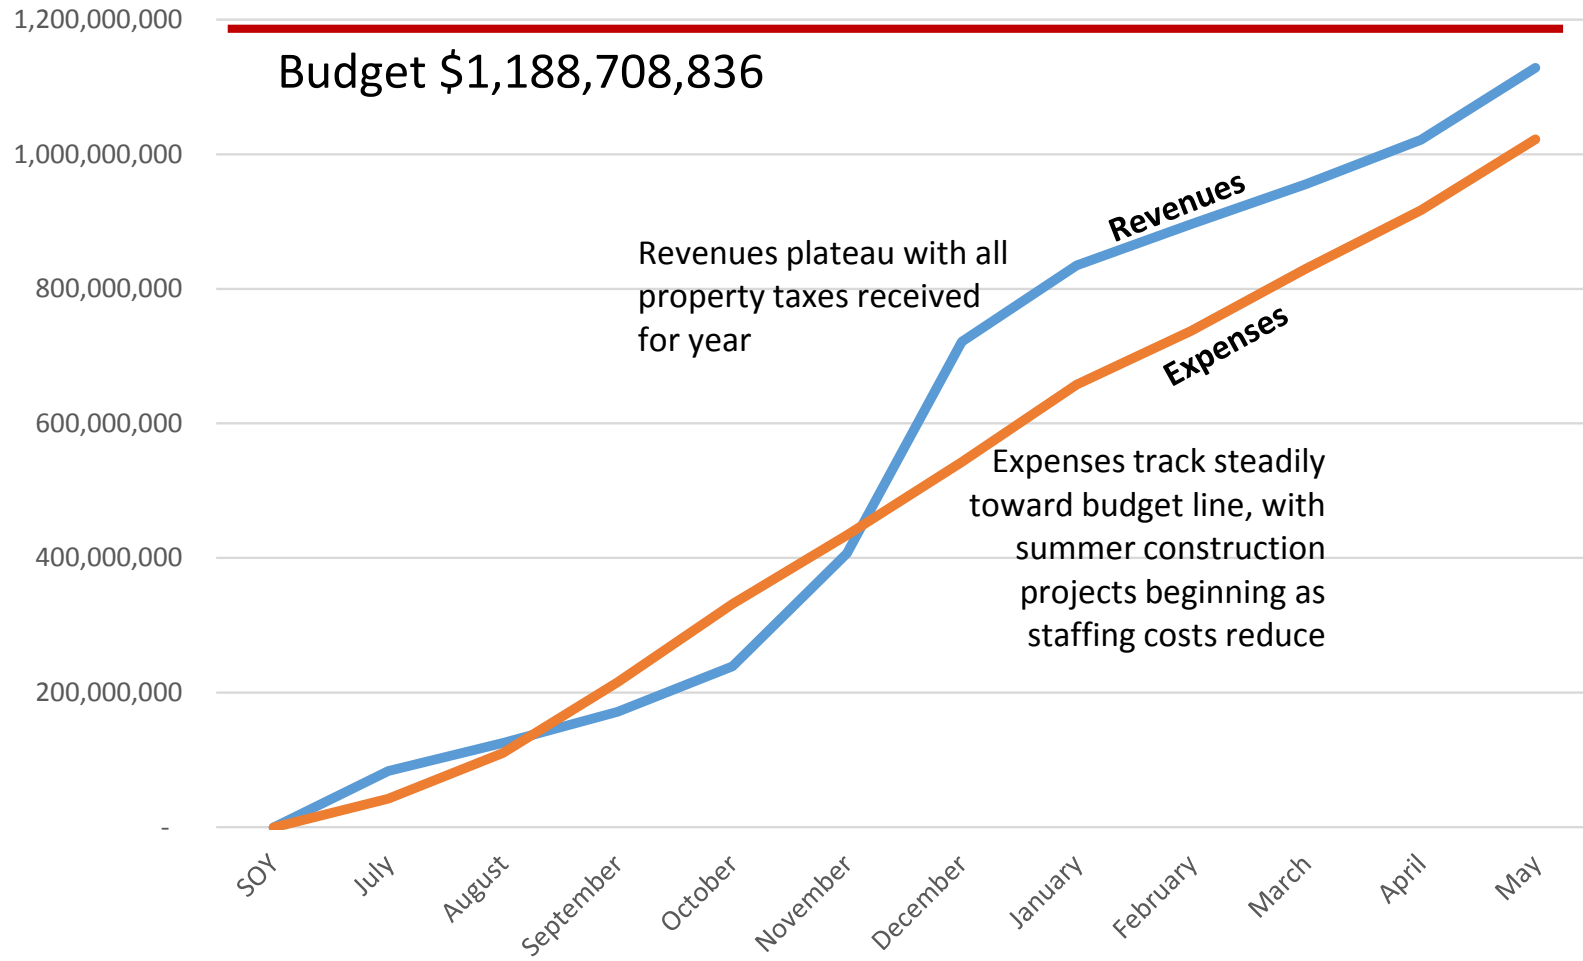 1,200,000,000
Budget $1,188,708,836
1,000,000,000
Revenues
Revenues plateau with all
property taxes received
for year
800,000,000
Expenses
600,000,000
Expenses track steadily
toward budget line, with
summer construction
projects beginning as
staffing costs reduce
400,000,000
200,000,000
-
SOY
July
August
September
October
November
December
January
February
March
April
May